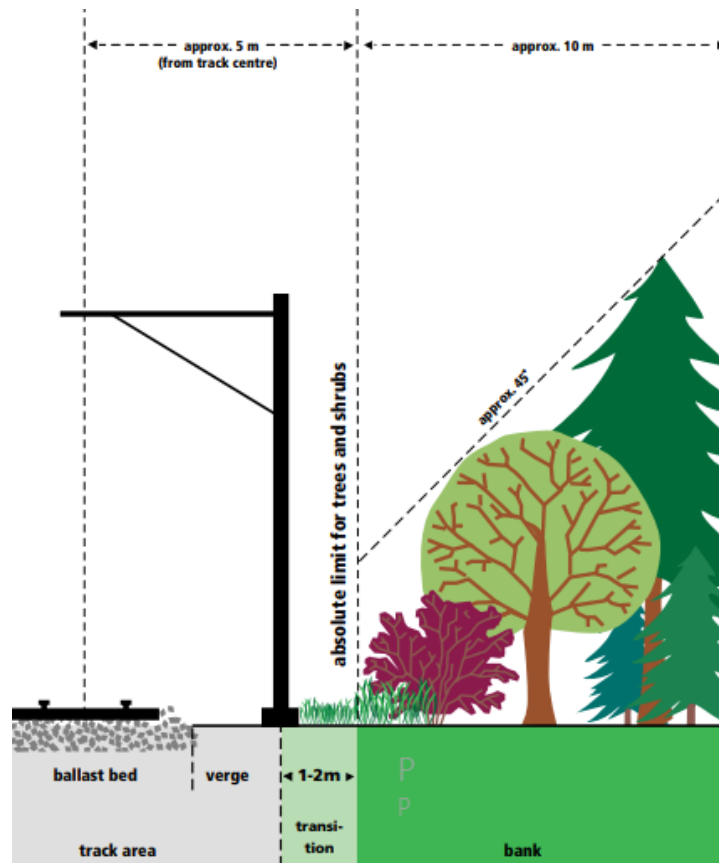 approx. 5 m
(from track centre)
approx. 10 m
absolute limit for trees and shrubs
approx. 45°
ballast bed
verge
1-2m
P
P
track area
transi-
tion
bank